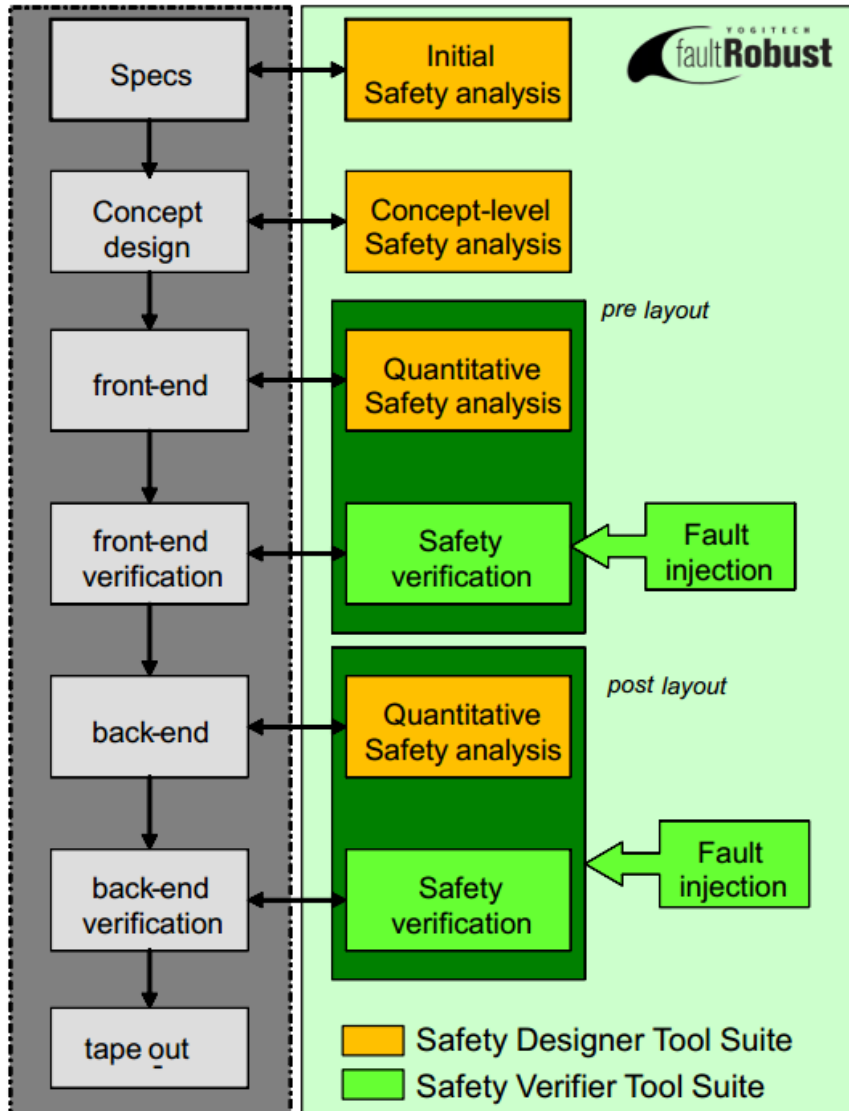 YOGITECH
faultRobust
Specs
Initial
Safety analysis
Concept
design
Concept-level
Safety analysis
pre layout
front-end
Quantitative
Safety analysis
front-end
verification
Safety
verification
Fault
injection
post layout
back-end
Quantitative
Safety analysis
back-end
verification
Safety
verification
Fault
injection
tape out
Safety Designer Tool Suite
Safety Verifier Tool Suite